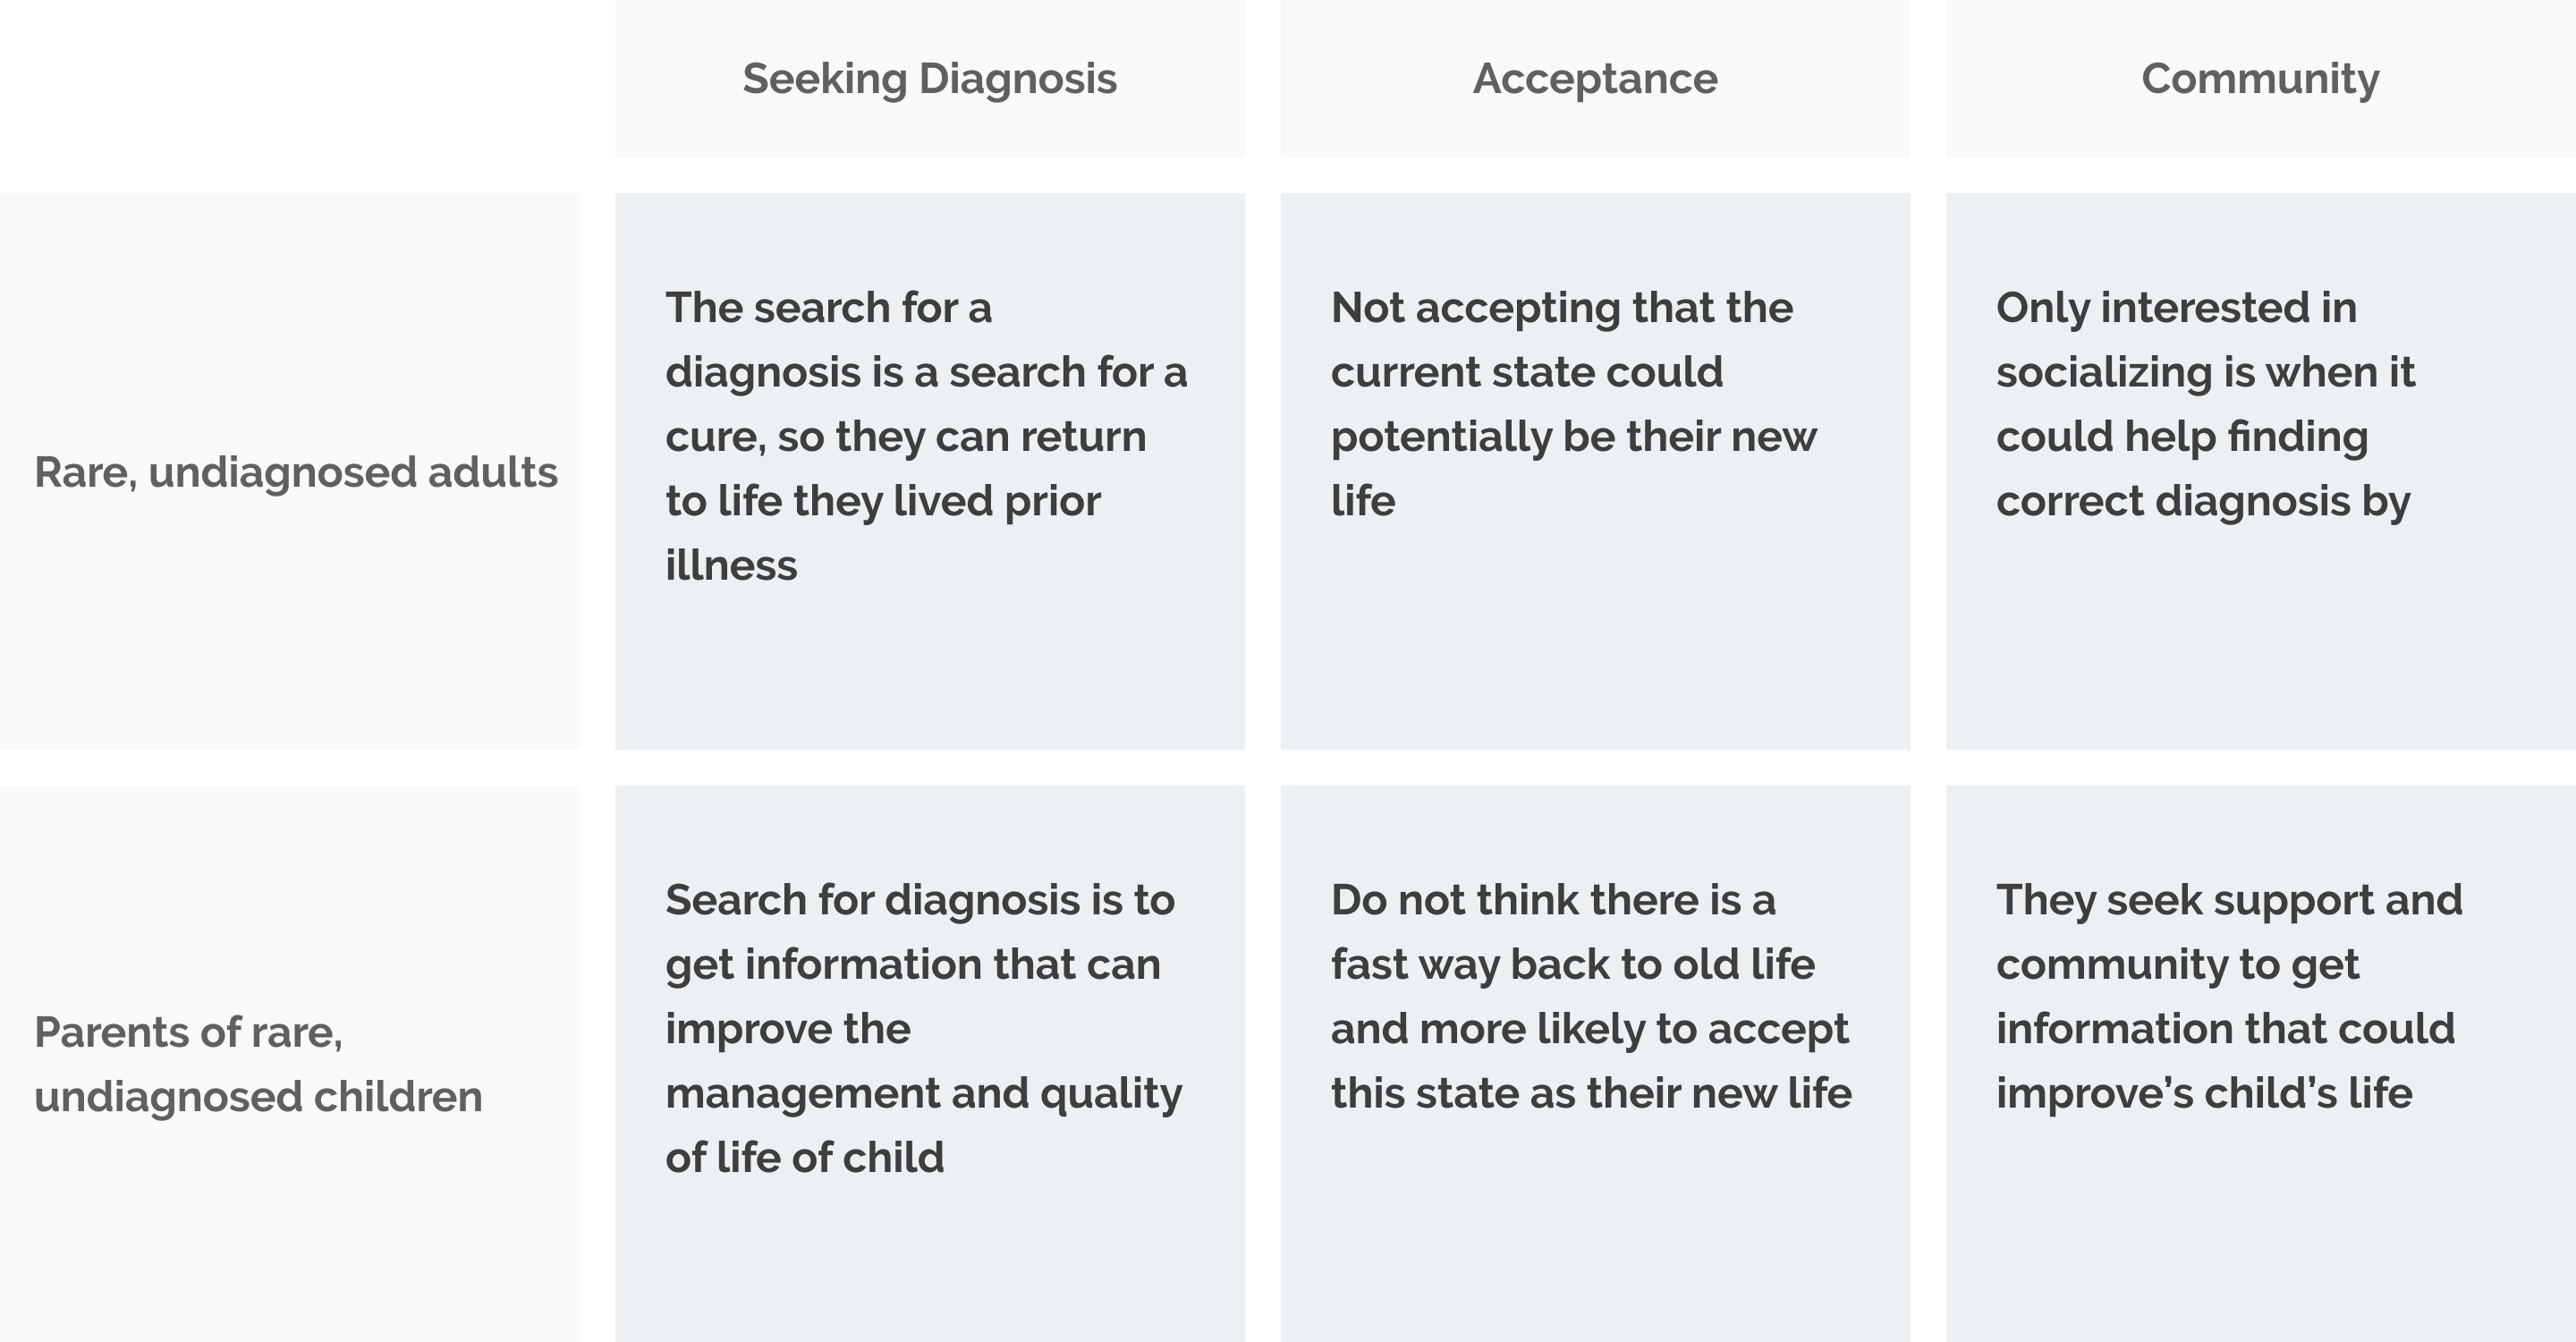 Seeking Diagnosis
Acceptance
Community
Rare, undiagnosed adults
The search for a
diagnosis is a search for a
cure, so they can return
to life they lived prior
illness
Not accepting that the
current state could
potentially be their new
life
Only interested in
socializing is when it
could help finding
correct diagnosis by
Parents of rare,
undiagnosed children
Search for diagnosis is to
get information that can
improve the
management and quality
of life of child
Do not think there is a
fast way back to old life
and more likely to accept
this state as their new life
They seek support and
community to get
information that could
improve’s child’s life